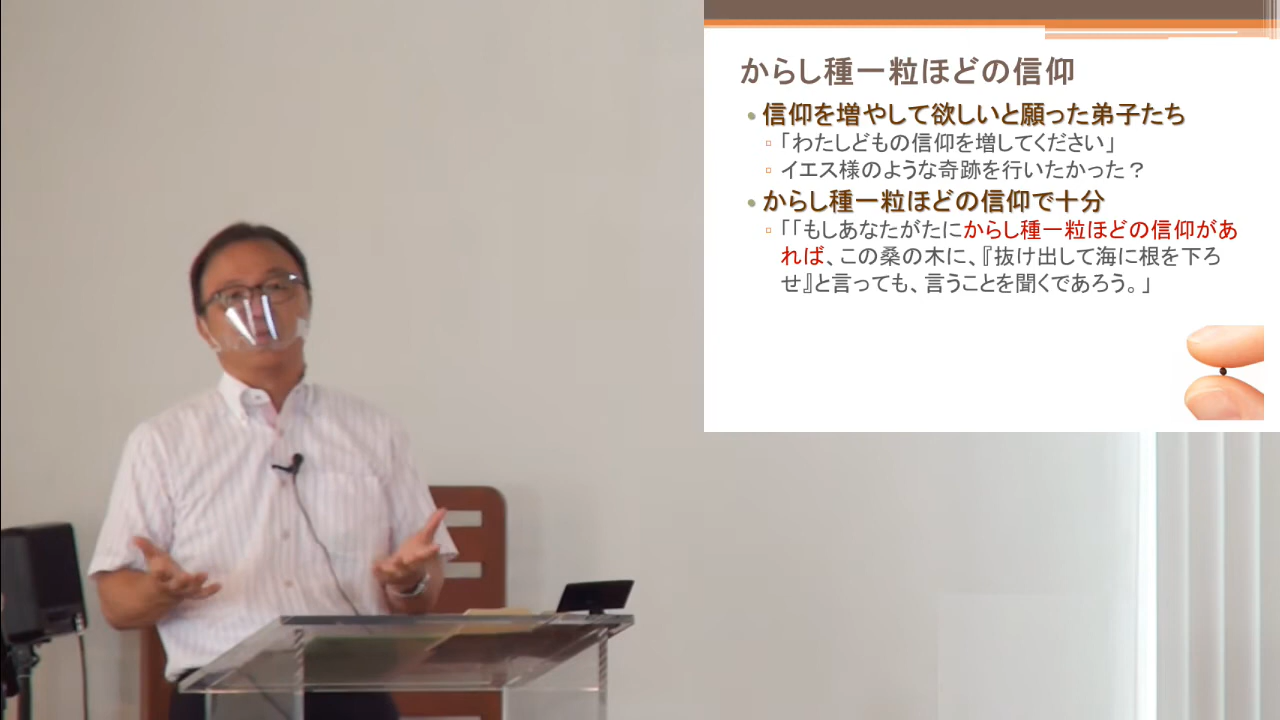 からし種一粒ほどの信仰
• 信仰を増やして欲しいと願った弟子たち
▫ 「わたしどもの信仰を増してください」
▫ イエス様のような奇跡を行いたかった？
• からし種一粒ほどの信仰で十分
▫ 「「もしあなたがたにからし種一粒ほどの信仰があ
れば、この桑の木に、『抜け出して海に根を下ろ
せ』と言っても、言うことを聞くであろう。」